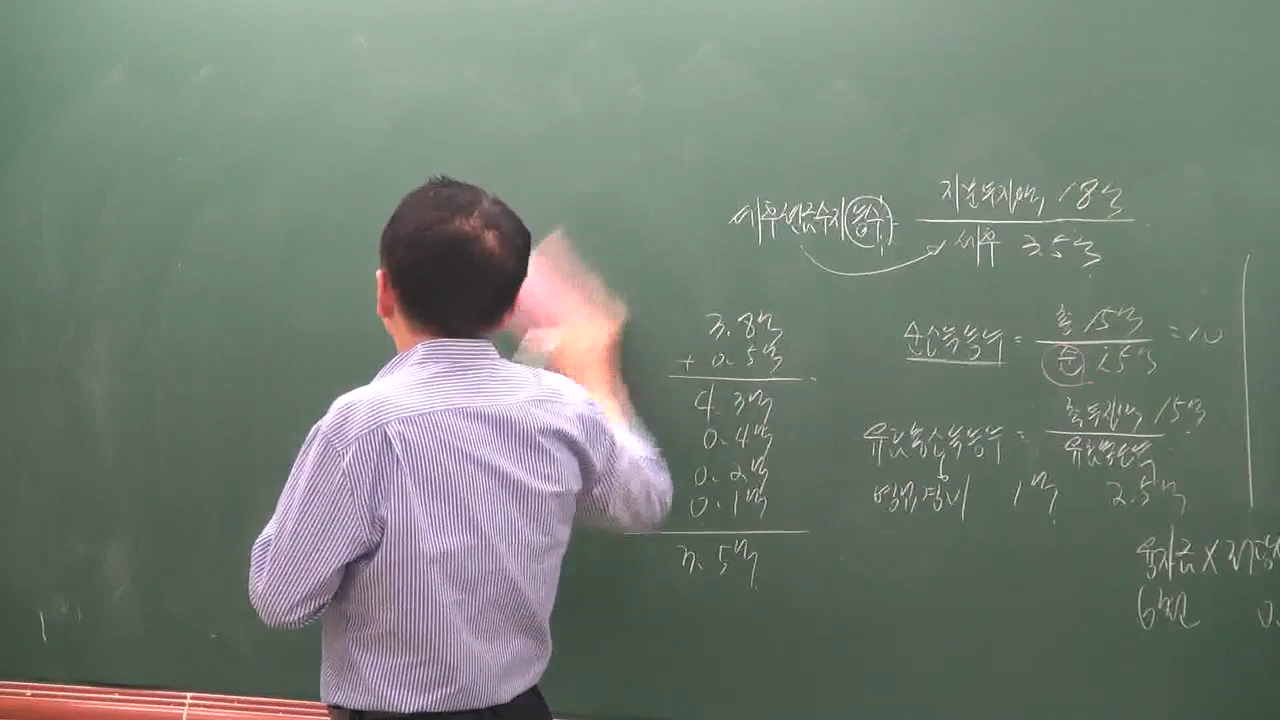 세후현금수지승수 = 지분투자액 18억 / 세후 3.5억
3.8억
+ 0.5억
4.3억
0.4억
0.2억
0.1억
3.5억
순소득승수 = 총 15억 / 순 1.5억 = 10
유효총소득승수 = 총투자액 15억 / 유효총소득
영업경비 1억 2.5억
융자금 X 저당